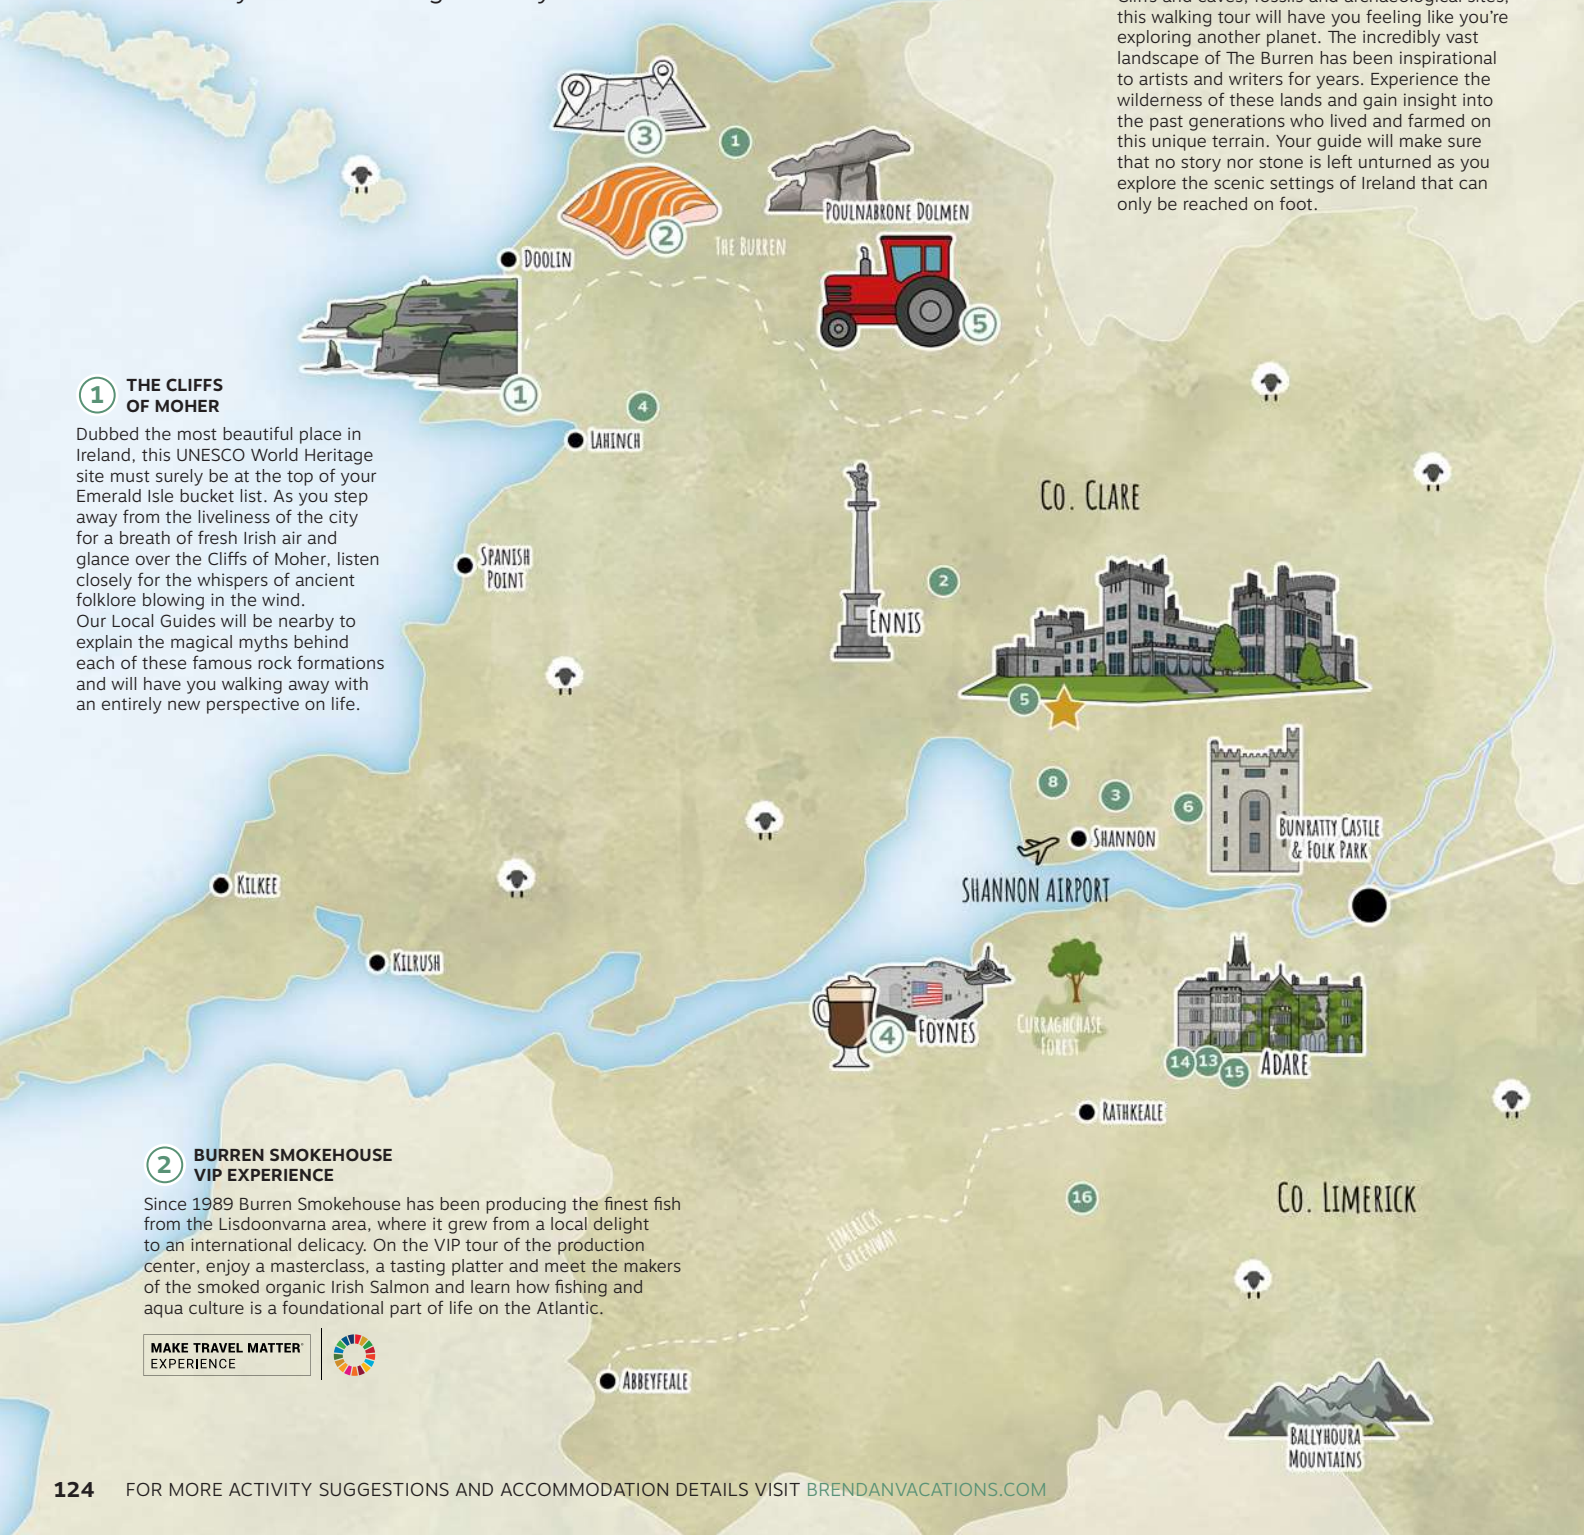 this walking tour will have you feeling like you're
exploring another planet. The incredibly vast
landscape of The Burren has been inspirational
to artists and writers for years. Experience the
wilderness of these lands and gain insight into
the past generations who lived and farmed on
this unique terrain. Your guide will make sure
that no story nor stone is left unturned as you
explore the scenic settings of Ireland that can
only be reached on foot.
3
1
POULNABRONE DOLMEN
2
THE BURREN
DOOLIN
5
1
4
LAHINCH
1
THE CLIFFS
OF MOHER
Dubbed the most beautiful place in
Ireland, this UNESCO World Heritage
site must surely be at the top of your
Emerald Isle bucket list. As you step
away from the liveliness of the city
for a breath of fresh Irish air and
glance over the Cliffs of Moher, listen
closely for the whispers of ancient
folklore blowing in the wind.
Our Local Guides will be nearby to
explain the magical myths behind
each of these famous rock formations
and will have you walking away with
an entirely new perspective on life.
CO. CLARE
SPANISH
POINT
2
ENNIS
5
8
3
6
SHANNON
BUNRATTY CASTLE
& FOLK PARK
SHANNON AIRPORT
KILKEE
KILRUSH
4
FOYNES
CURRAGHCHASE
FOREST
14
13
15
ADARE
RATHKEALE
16
CO. LIMERICK
LIMERICK
GREENWAY
2
BURREN SMOKEHOUSE
VIP EXPERIENCE
Since 1989 Burren Smokehouse has been producing the finest fish
from the Lisdoonvarna area, where it grew from a local delight
to an international delicacy. On the VIP tour of the production
center, enjoy a masterclass, a tasting platter and meet the makers
of the smoked organic Irish Salmon and learn how fishing and
aqua culture is a foundational part of life on the Atlantic.
MAKE TRAVEL MATTER®
EXPERIENCE
ABBEYFEALE
BALLYHOURA
MOUNTAINS
124 FOR MORE ACTIVITY SUGGESTIONS AND ACCOMMODATION DETAILS VISIT BRENDANVACATIONS.COM